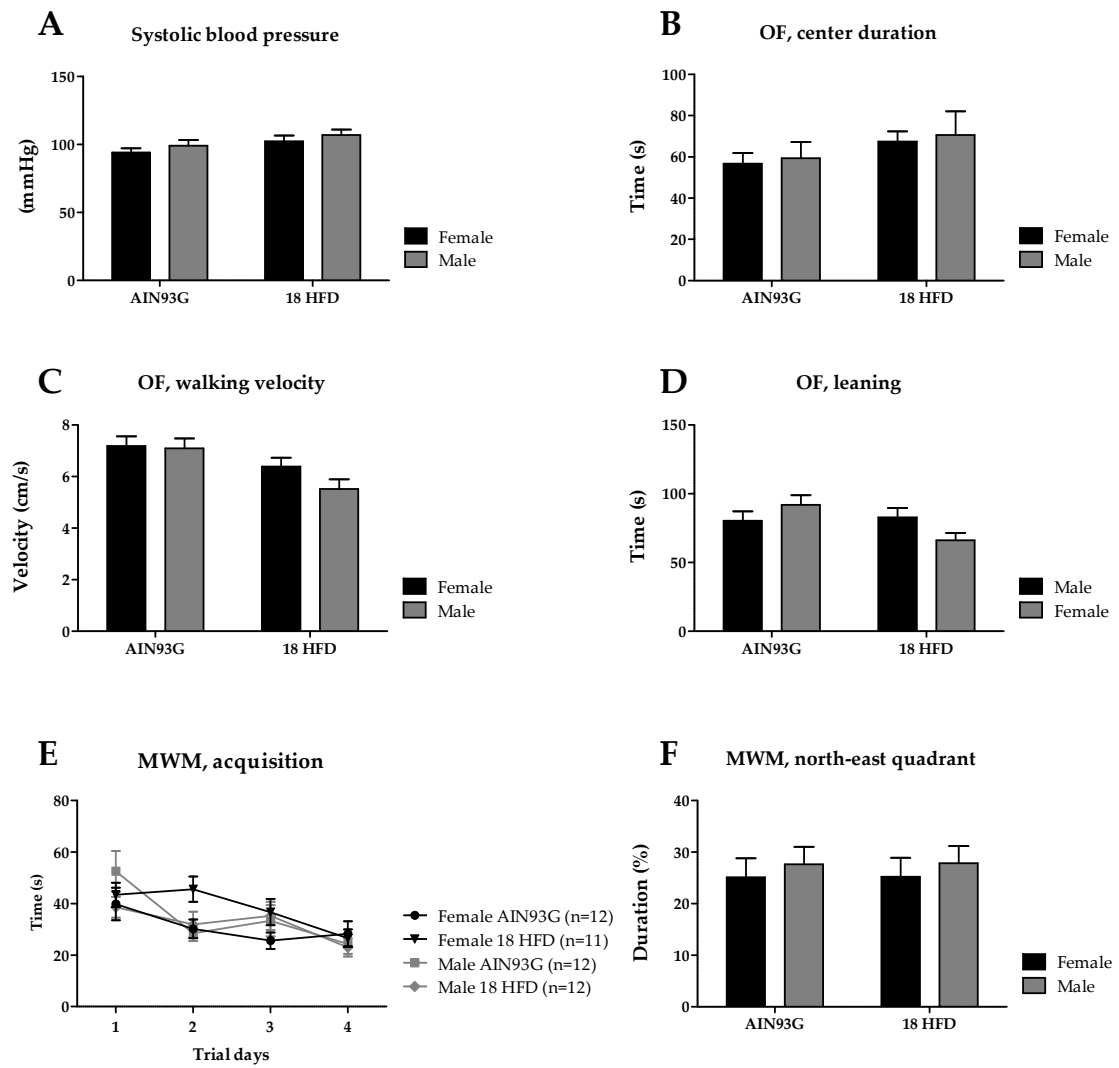 A
Systolic blood pressure
(mmHg)
150
100
50
0
AIN93G
18 HFD
Female
Male
B
OF, center duration
Time (s)
100
80
60
40
20
0
AIN93G
18 HFD
Female
Male
C
OF, walking velocity
Velocity (cm/s)
8
6
4
2
0
AIN93G
18 HFD
Female
Male
D
OF, leaning
Time (s)
150
100
50
0
AIN93G
18 HFD
Male
Female
E
MWM, acquisition
Time (s)
80
60
40
20
0
1 2 3 4
Trial days
Female AIN93G (n=12)
Female 18 HFD (n=11)
Male AIN93G (n=12)
Male 18 HFD (n=12)
F
MWM, north-east quadrant
Duration (%)
40
30
20
10
0
AIN93G
18 HFD
Female
Male